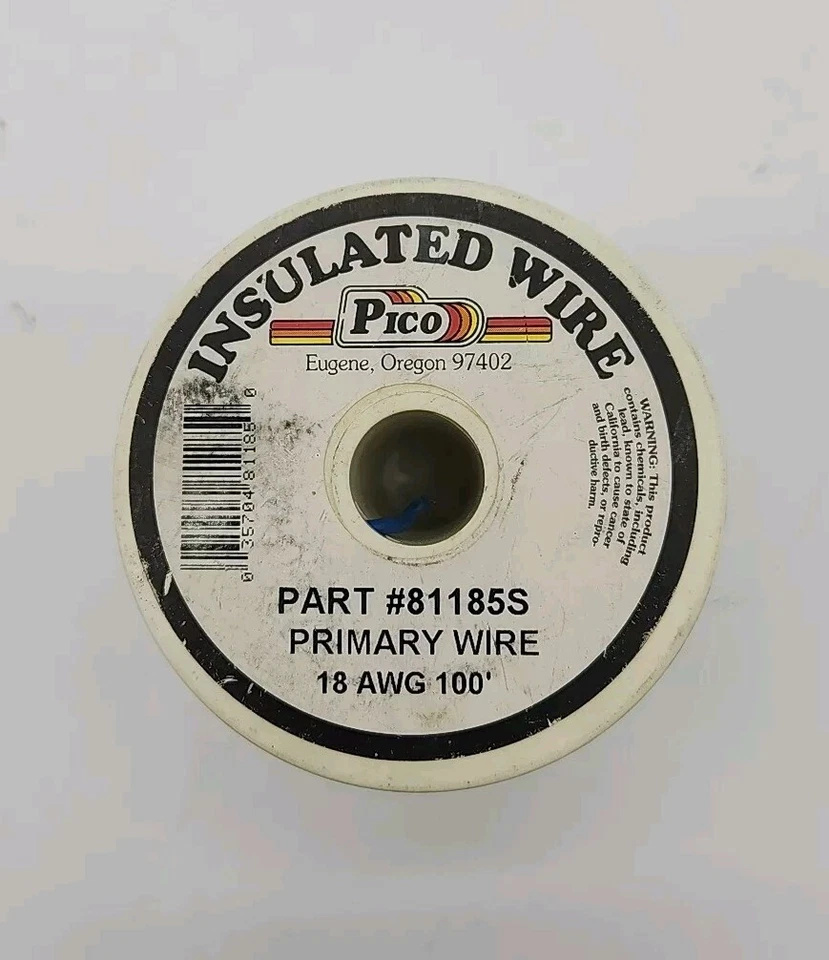 INSULATED WIRE
PICO
Eugene, Oregon 97402
0 35704 81185 0
WARNING: This product
contains chemicals, including
lead, known to state of
California to cause cancer
and birth defects, or repro-
ductive harm.
PART #81185S
PRIMARY WIRE
18 AWG 100'